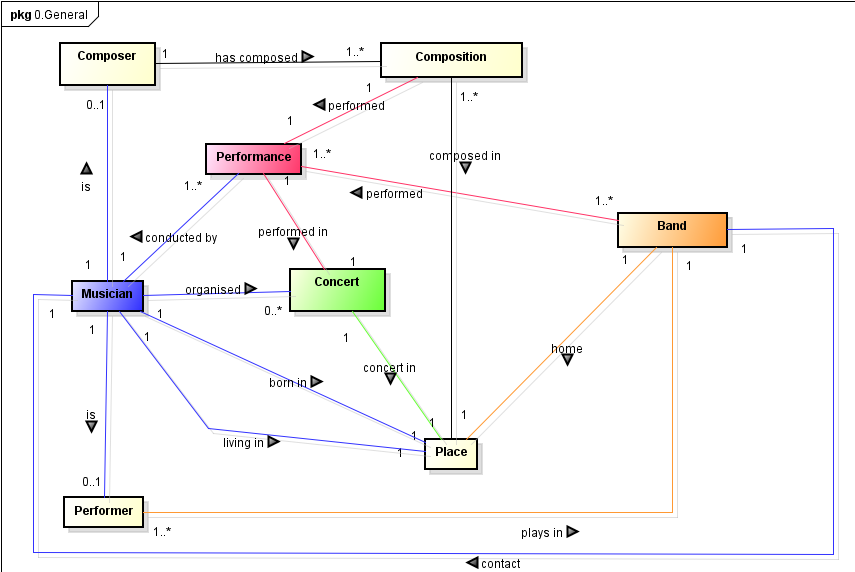 pkg 0.General
Composer
1
has composed
1..*
Composition
0..1
1
performed
1
1..*
composed in
Performance
1..*
1..*
1
performed
1..*
is
Band
conducted by
performed in
1
1
1
1
1
1
Musician
organised
Concert
0..*
1
1
1
1
1
home
concert in
born in
1
1
1
living in
1
is
Place
0..1
Performer
1..*
plays in
contact